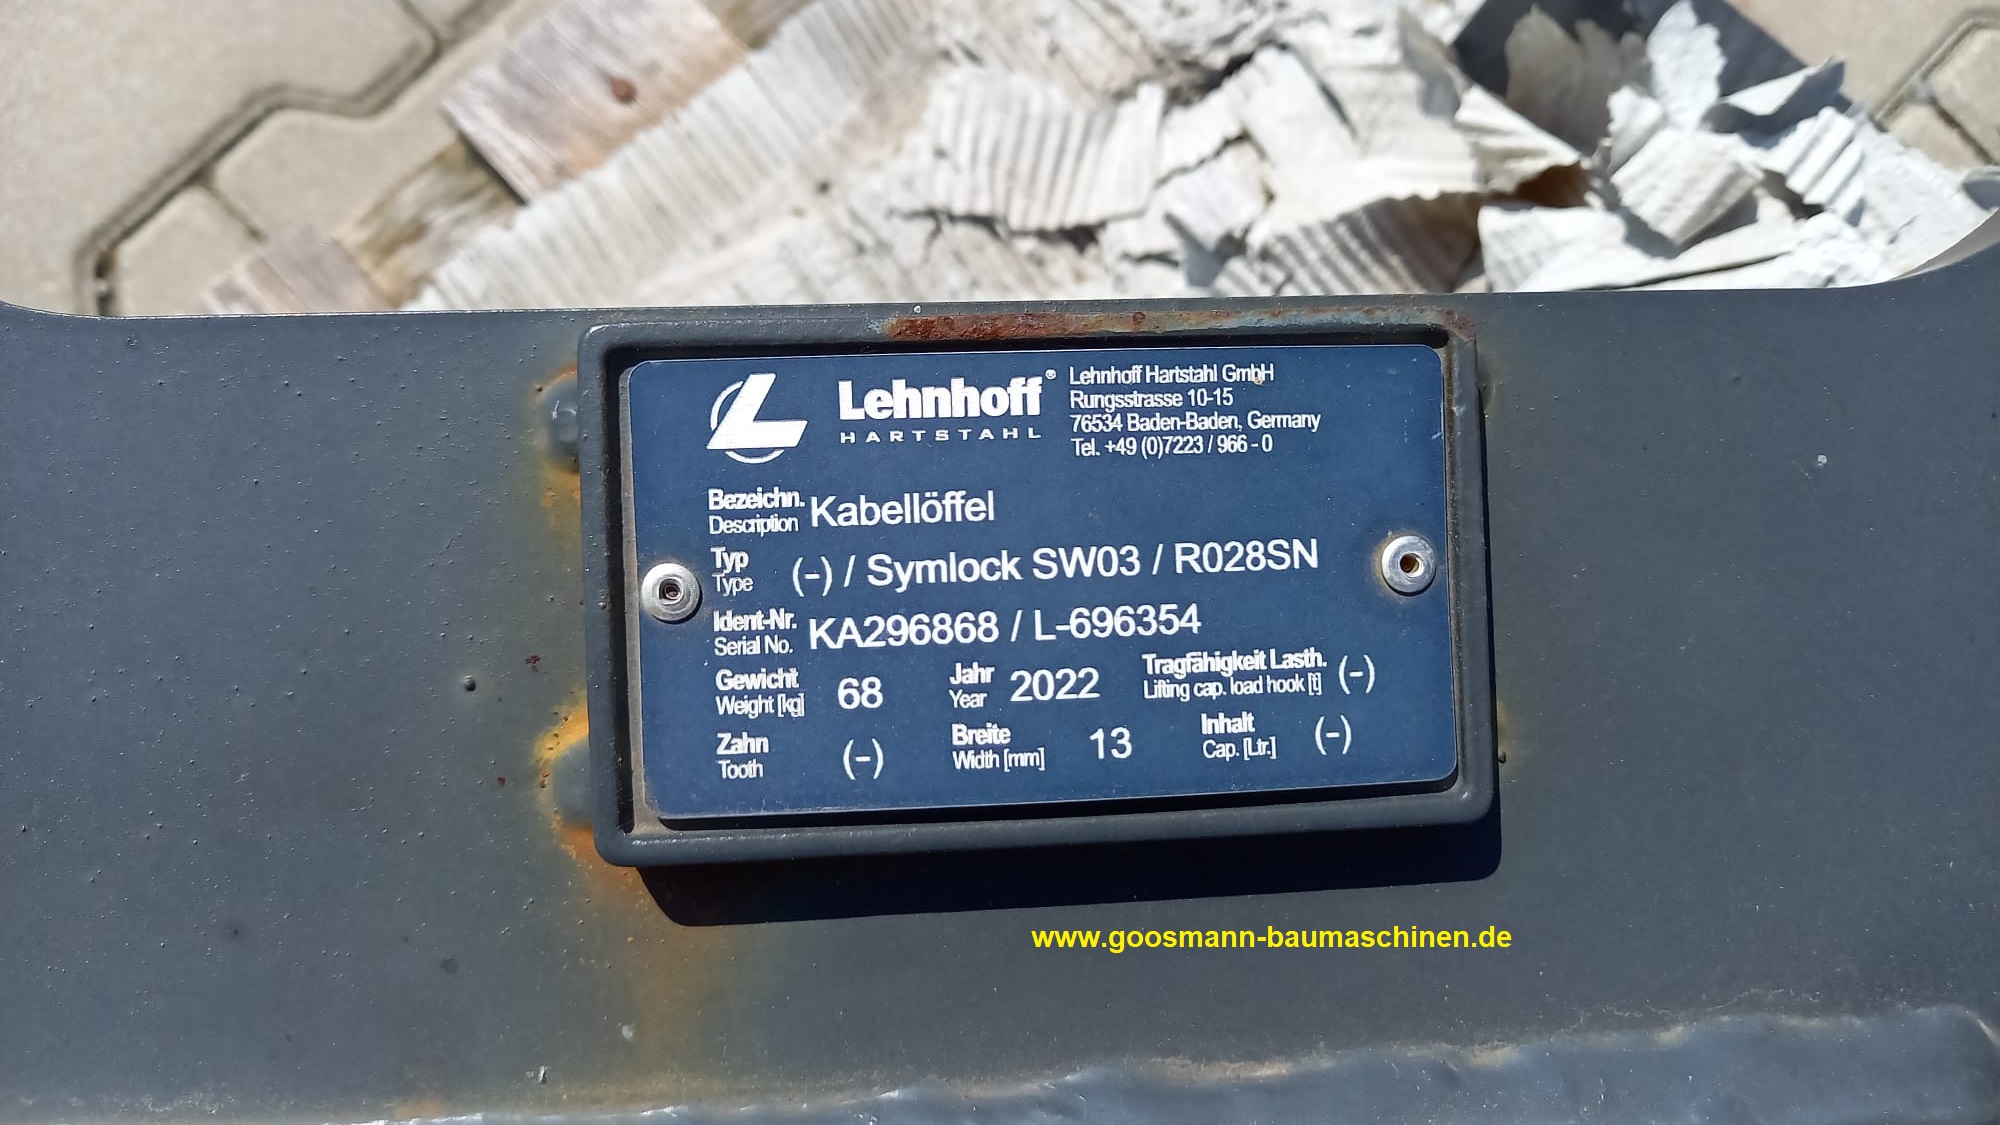 Lehnhoff®
HARTSTAHL
Lehnhoff Hartstahl GmbH
Rungsstrasse 10-15
76534 Baden-Baden, Germany
Tel. +49 (0)7223 / 966 - 0
Bezeichn.
Description
Kabellöffel
Typ
Type
(-) / Symlock SW03 / R028SN
Ident-Nr.
Serial No.
KA296868 / L-696354
Gewicht
Weight [kg]
68
Jahr
Year
2022
Tragfähigkeit Lasth.
Lifting cap. load hook [t]
(-)
Zahn
Tooth
(-)
Breite
Width [mm]
13
Inhalt
Cap. [Ltr.]
(-)
www.goosmann-baumaschinen.de